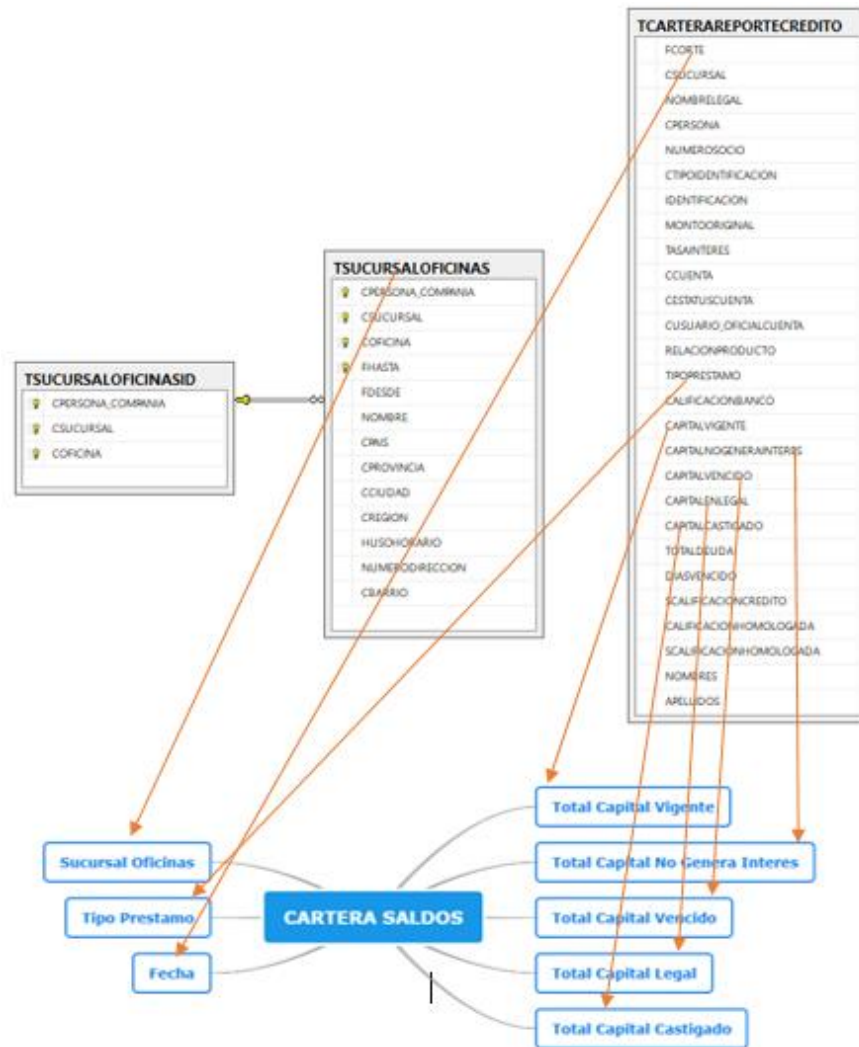 TCARTERAREPORTECREDITO
FCORTE
CSUCURSAL
NOMBRELEGAL
CPERSONA
NUMEROSOCIO
CTIPOIDENTIFICACION
IDENTIFICACION
MONTOORIGINAL
TASAINTERES
CCUENTA
CESTATUSCUENTA
CUSUARIO_OFICIALCUENTA
RELACIONPRODUCTO
TIPOPRESTAMO
CALIFICACIONBANCO
CAPITALVIGENTE
CAPITALNOGENERAINTERES
CAPITALVENCIDO
CAPITALENLEGAL
CAPITALCASTIGADO
TOTALDEUDA
DIASVENCIDO
SCALIFICACIONCREDITO
CALIFICACIONHOMOLOGADA
SCALIFICACIONHOMOLOGADA
NOMBRES
APELLIDOS
TSUCURSALOFICINAS
CPERSONA_COMPANIA
CSUCURSAL
COFICINA
FHASTA
FDESDE
NOMBRE
CPAIS
CPROVINCIA
CCIUDAD
CREGION
HUSOHORARIO
NUMERODIRECCION
CBARRIO
TSUCURSALOFICINASID
CPERSONA_COMPANIA
CSUCURSAL
COFICINA
Sucursal Oficinas
Tipo Prestamo
Fecha
CARTERA SALDOS
Total Capital Vigente
Total Capital No Genera Interes
Total Capital Vencido
Total Capital Legal
Total Capital Castigado